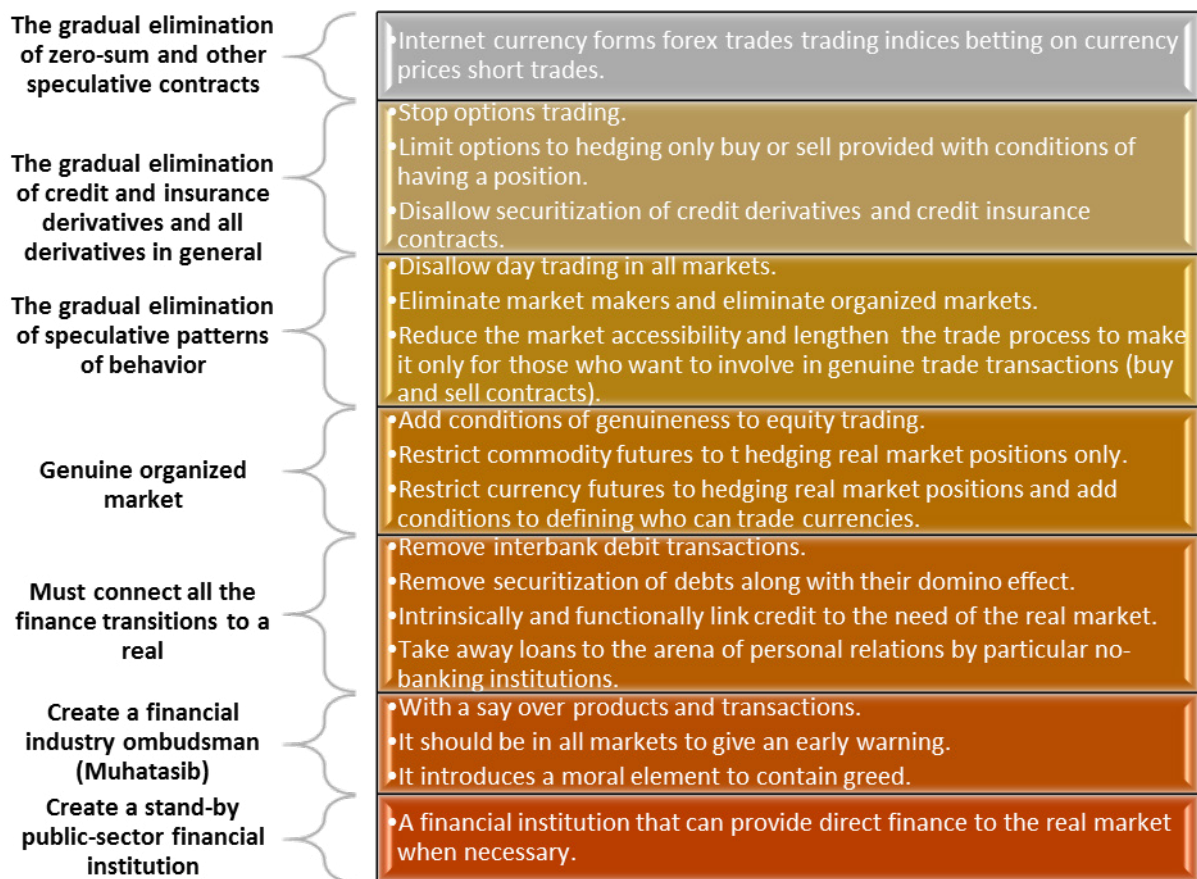 The gradual elimination
of zero-sum and other
speculative contracts
•Internet currency forms forex trades trading indices betting on currency
prices short trades.
The gradual elimination
of credit and insurance
derivatives and all
derivatives in general
•Stop options trading.
•Limit options to hedging only buy or sell provided with conditions of
having a position.
•Disallow securitization of credit derivatives and credit insurance
contracts.
The gradual elimination
of speculative patterns
of behavior
•Disallow day trading in all markets.
•Eliminate market makers and eliminate organized markets.
•Reduce the market accessibility and lengthen the trade process to make
it only for those who want to involve in genuine trade transactions (buy
and sell contracts).
Genuine organized
market
•Add conditions of genuineness to equity trading.
•Restrict commodity futures to t hedging real market positions only.
•Restrict currency futures to hedging real market positions and add
conditions to defining who can trade currencies.
Must connect all the
finance transitions to a
real
•Remove interbank debit transactions.
•Remove securitization of debts along with their domino effect.
•Intrinsically and functionally link credit to the need of the real market.
•Take away loans to the arena of personal relations by particular no-
banking institutions.
Create a financial
industry ombudsman
(Muhatasib)
•With a say over products and transactions.
•It should be in all markets to give an early warning.
•It introduces a moral element to contain greed.
Create a stand-by
public-sector financial
institution
•A financial institution that can provide direct finance to the real market
when necessary.